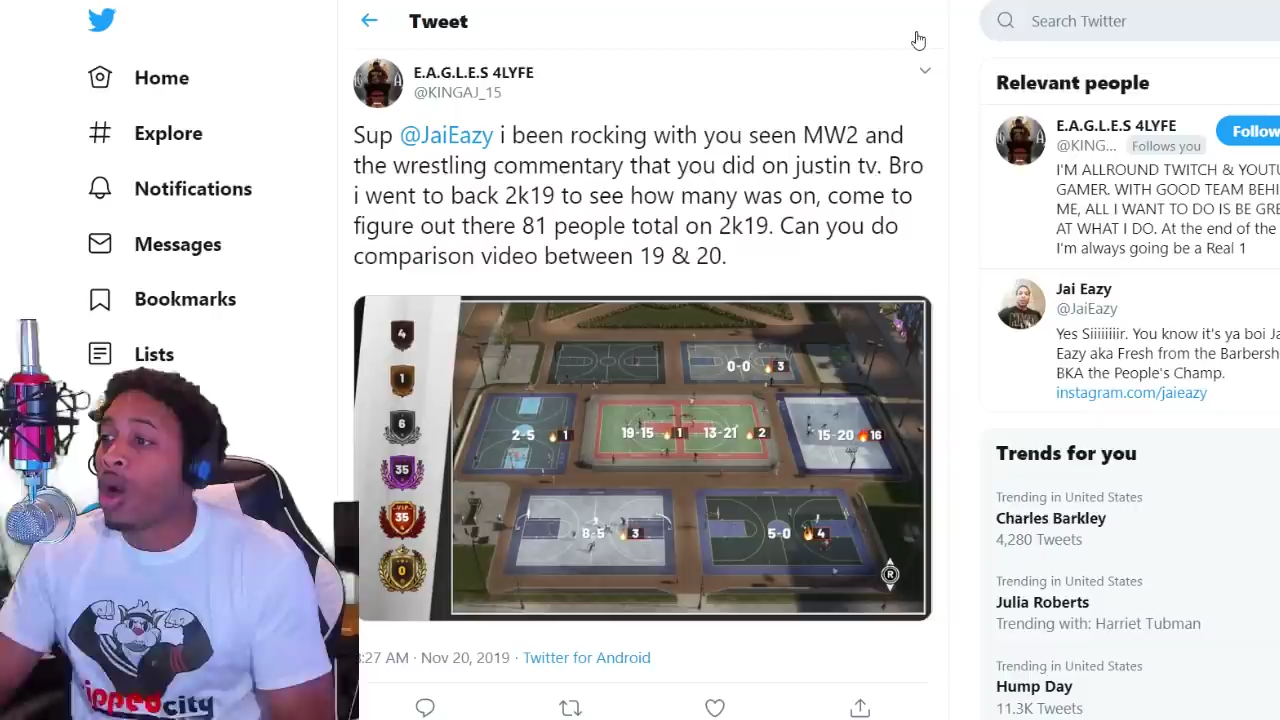 Home
Explore
Notifications
Messages
Bookmarks
Lists
Tweet
E.A.G.L.E.S 4LYFE
@KINGAJ_15
Sup @JaiEazy i been rocking with you seen MW2 and
the wrestling commentary that you did on justin tv. Bro
i went to back 2k19 to see how many was on, come to
figure out there 81 people total on 2k19. Can you do
comparison video between 19 & 20.
4
1
6
35
VIP
35
0
0-0 3
2-5 1
19-15 1
13-21 2
15-20 16
8-5 3
5-0 4
R
:27 AM · Nov 20, 2019 · Twitter for Android
ripped city
Search Twitter
Relevant people
E.A.G.L.E.S 4LYFE
@KING... Follows you
Follow
I'M ALLROUND TWITCH & YOUTU
GAMER. WITH GOOD TEAM BEHI
ME, ALL I WANT TO DO IS BE GRE
AT WHAT I DO. At the end of the
I'm always going be a Real 1
Jai Eazy
@JaiEazy
Yes Siiiiiiir. You know it's ya boi Ja
Eazy aka Fresh from the Barbersh
BKA the People's Champ.
instagram.com/jaieazy
Trends for you
Trending in United States
Charles Barkley
4,280 Tweets
Trending in United States
Julia Roberts
Trending with: Harriet Tubman
Trending in United States
Hump Day
11.3K Tweets